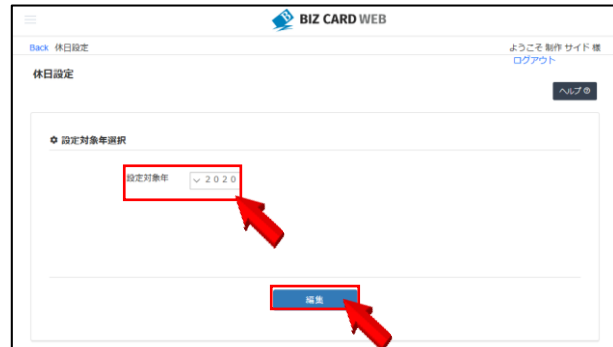 BIZ CARD WEB
Back 休日設定
ようこそ 制作 サイド 様
ログアウト
休日設定
ヘルプ
設定対象年選択
設定対象年 2020
編集